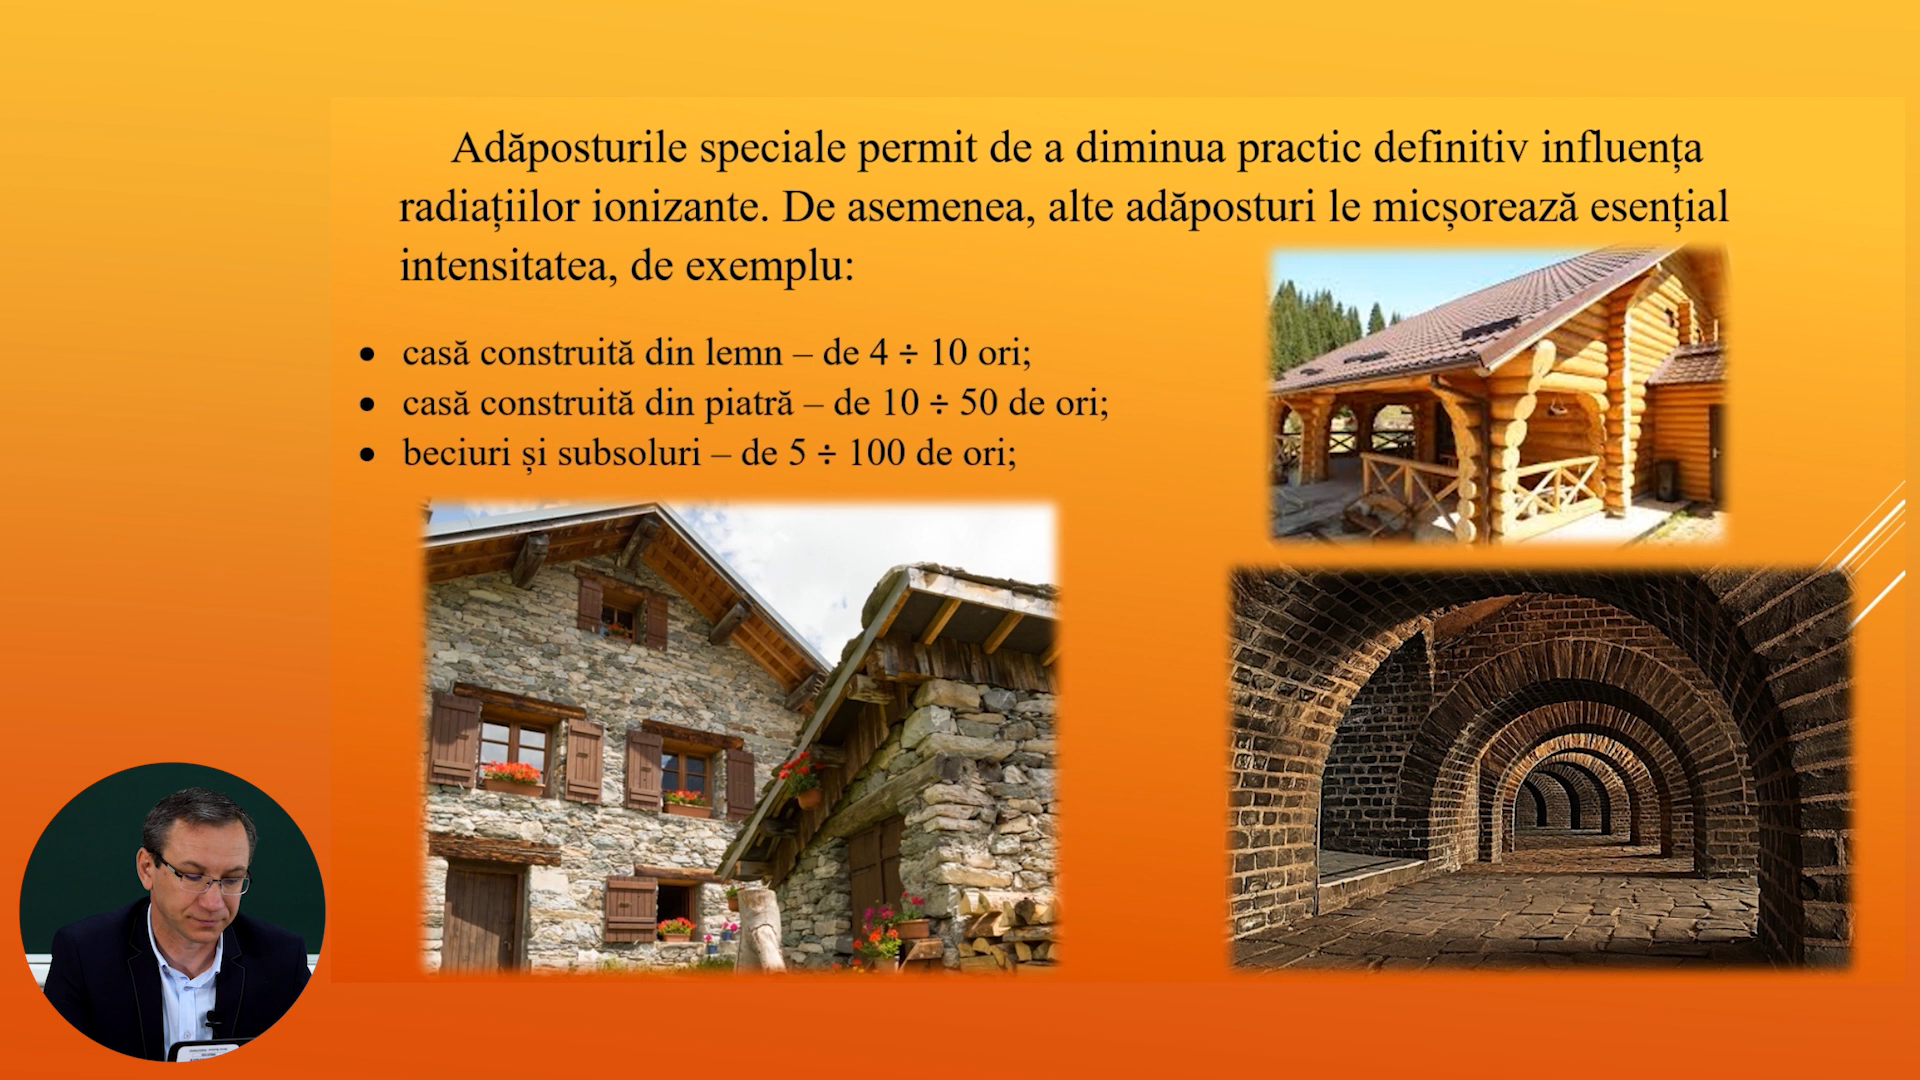 Adăposturile speciale permit de a diminua practic definitiv influența
radiațiilor ionizante. De asemenea, alte adăposturi le micșorează esențial
intensitatea, de exemplu:
• casă construită din lemn – de 4 ÷ 10 ori;
• casă construită din piatră – de 10 ÷ 50 de ori;
• beciuri și subsoluri – de 5 ÷ 100 de ori;